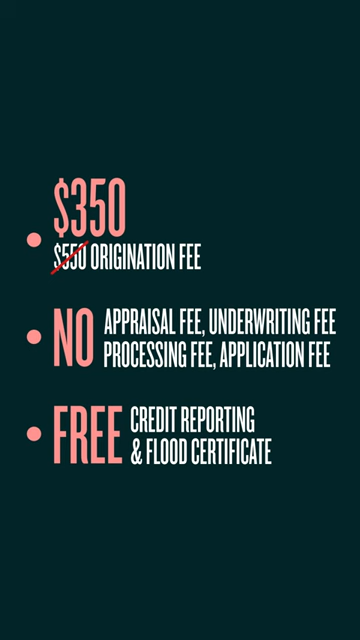 $350
$550 ORIGINATION FEE
NO APPRAISAL FEE, UNDERWRITING FEE
PROCESSING FEE, APPLICATION FEE
FREE CREDIT REPORTING
& FLOOD CERTIFICATE